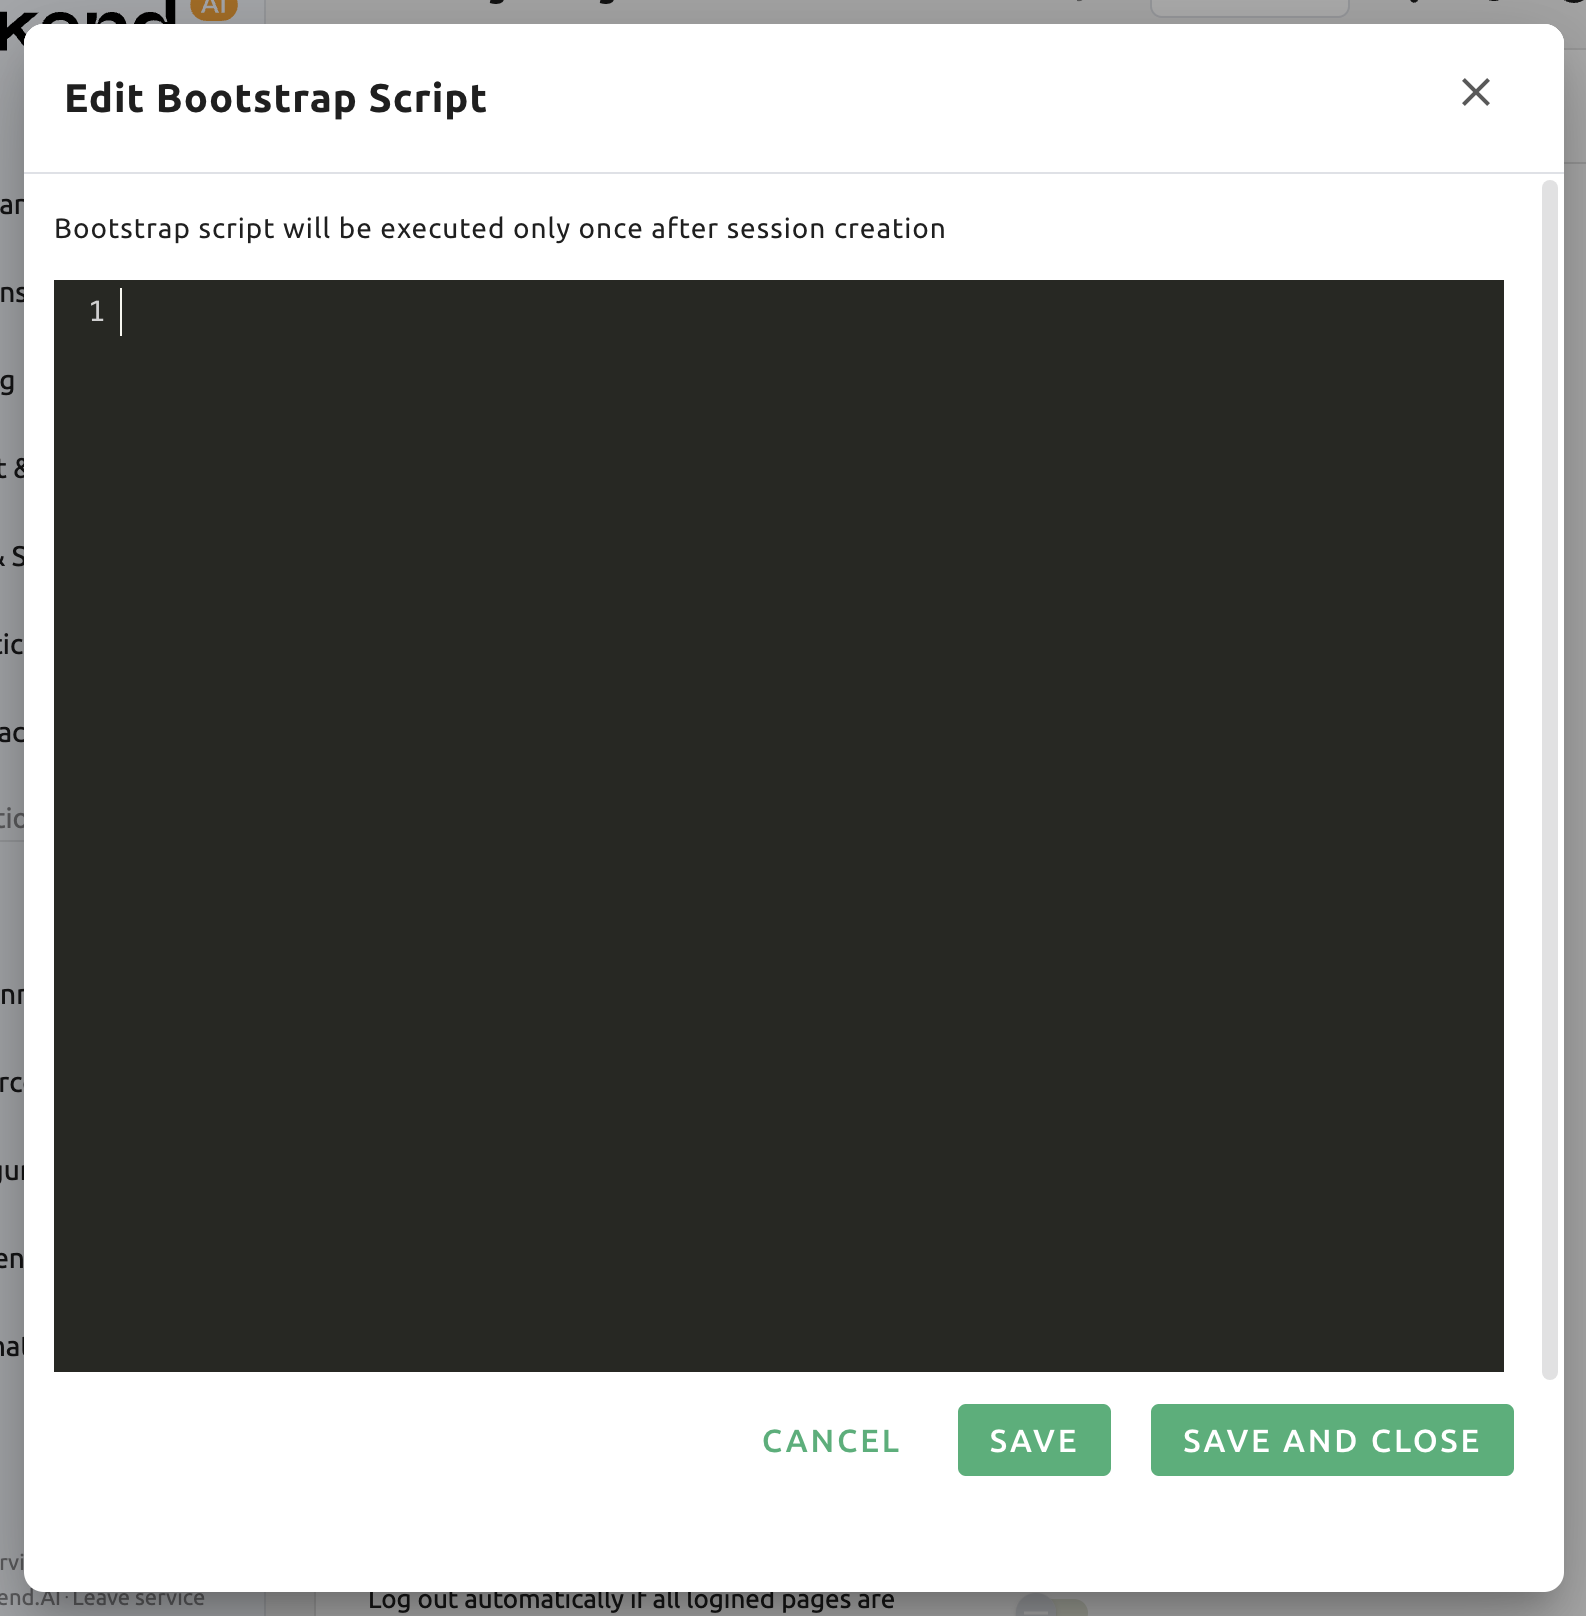 kend AI
Edit Bootstrap Script
Bootstrap script will be executed only once after session creation
1
CANCEL
SAVE
SAVE AND CLOSE
end.AI · Leave service
Log out automatically if all logined pages are